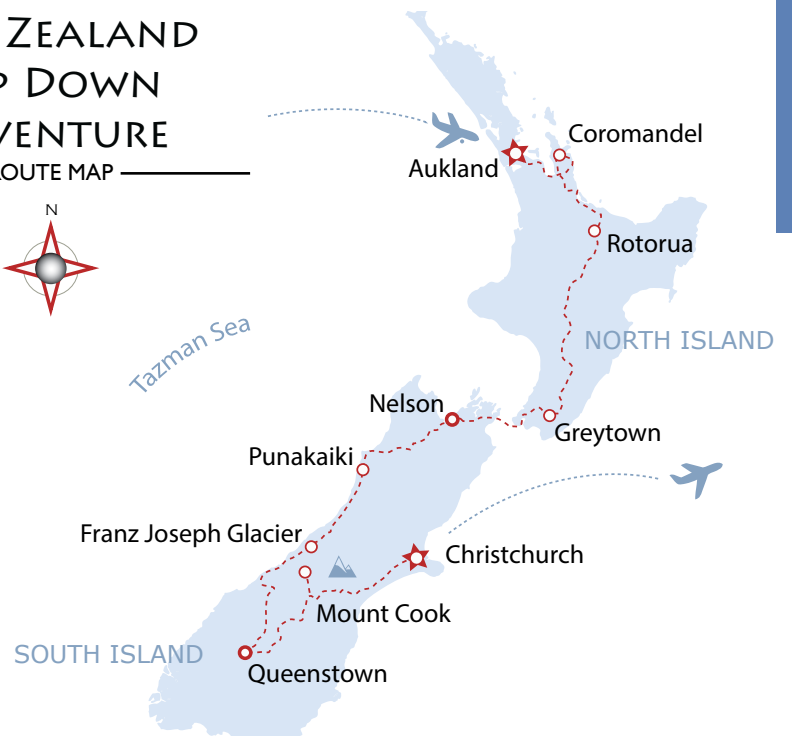 ZEALAND
P DOWN
VENTURE
ROUTE MAP
N
Coromandel
Aukland
Rotorua
Tazman Sea
NORTH ISLAND
Nelson
Greytown
Punakaiki
Franz Joseph Glacier
Christchurch
Mount Cook
SOUTH ISLAND
Queenstown